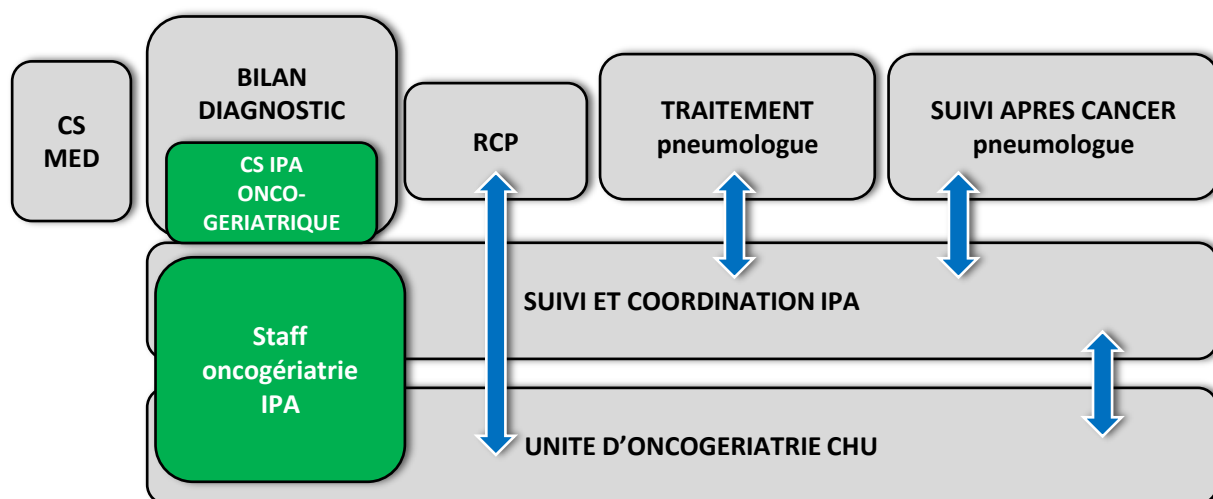 CS
MED
BILAN
DIAGNOSTIC
CS IPA
ONCO-
GERIATRIQUE
RCP
TRAITEMENT
pneumologue
SUIVI APRES CANCER
pneumologue
SUIVI ET COORDINATION IPA
Staff
oncogériatrie
IPA
UNITE D’ONCOGERIATRIE CHU